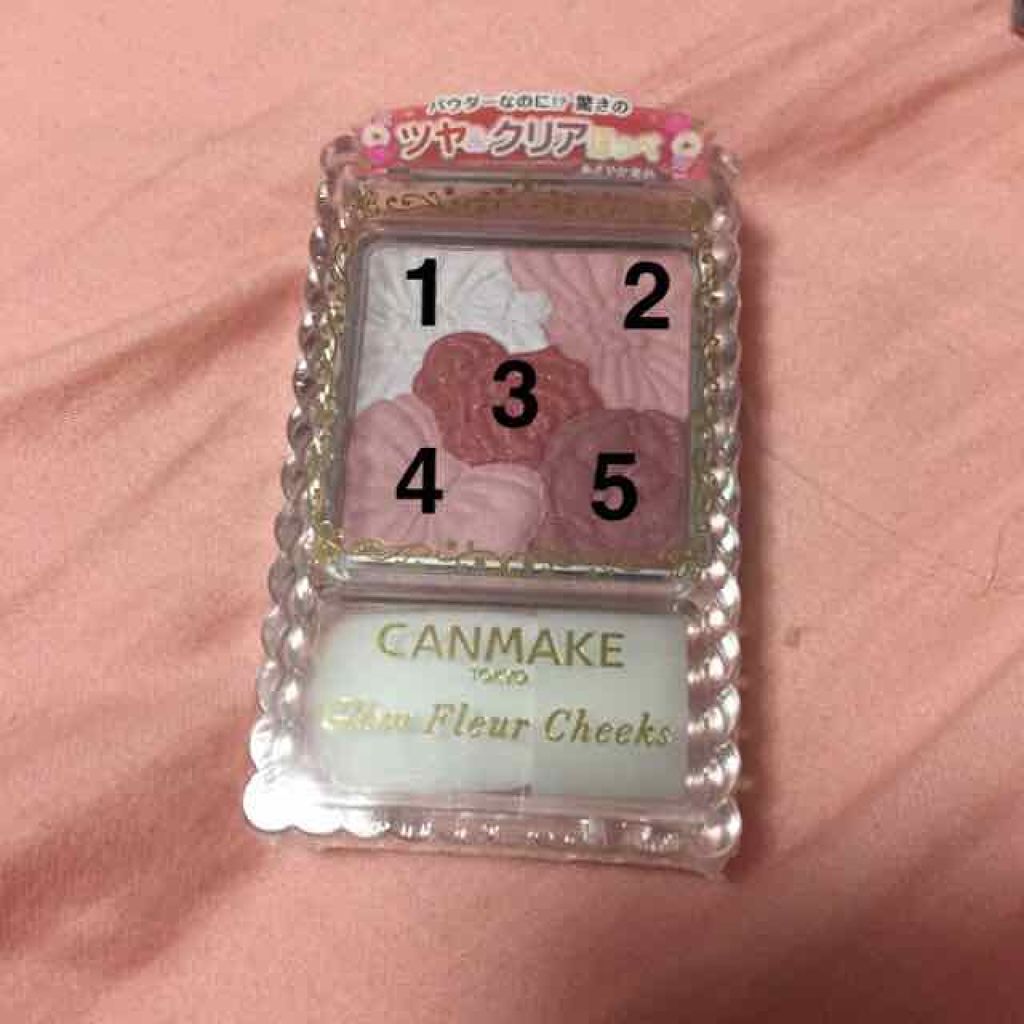 パウダーなのに!? 驚きの
ツヤ&クリア
1 2
3
4 5
CANMAKE
TOKYO
Glow Fleur Cheeks